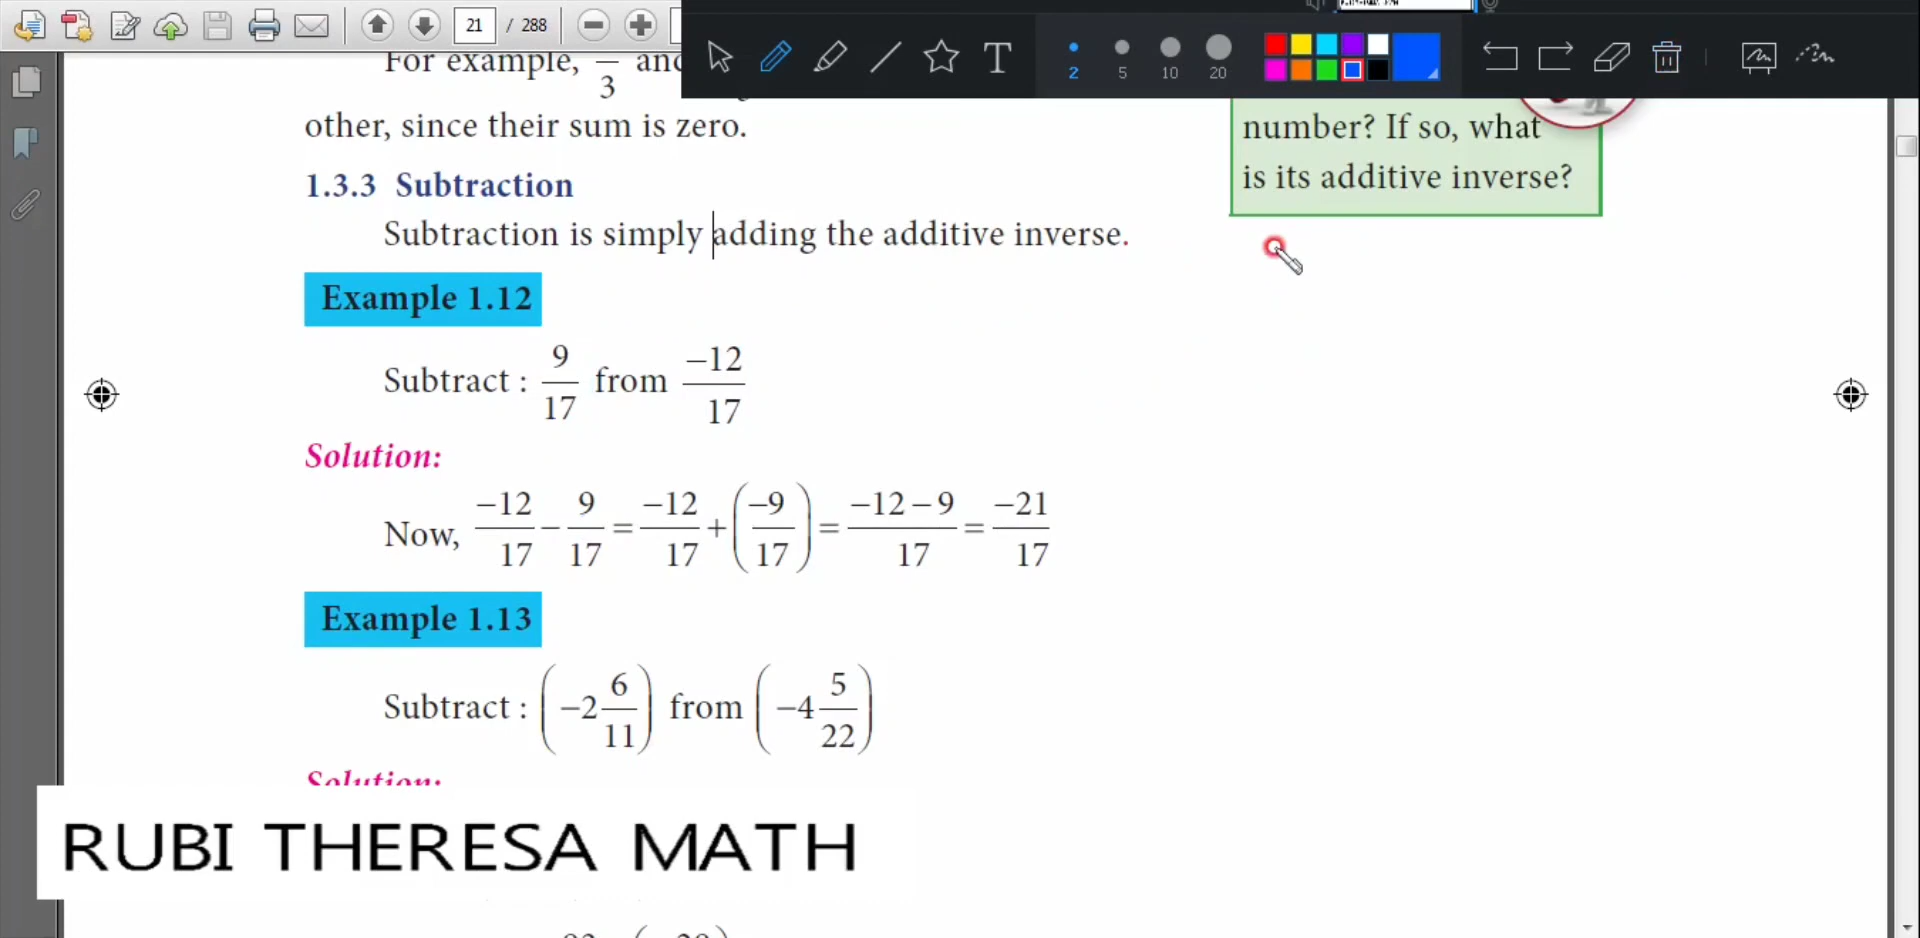 21 / 288
2 5 10 20
For example, — and
3
other, since their sum is zero.
number? If so, what
is its additive inverse?
1.3.3 Subtraction
Subtraction is simply adding the additive inverse.
Example 1.12
Subtract : 9/17 from −12/17
Solution:
Now, −12/17 − 9/17 = −12/17 + (−9/17) = −12−9/17 = −21/17
Example 1.13
Subtract : (−2 6/11) from (−4 5/22)
Solution:
RUBI THERESA MATH